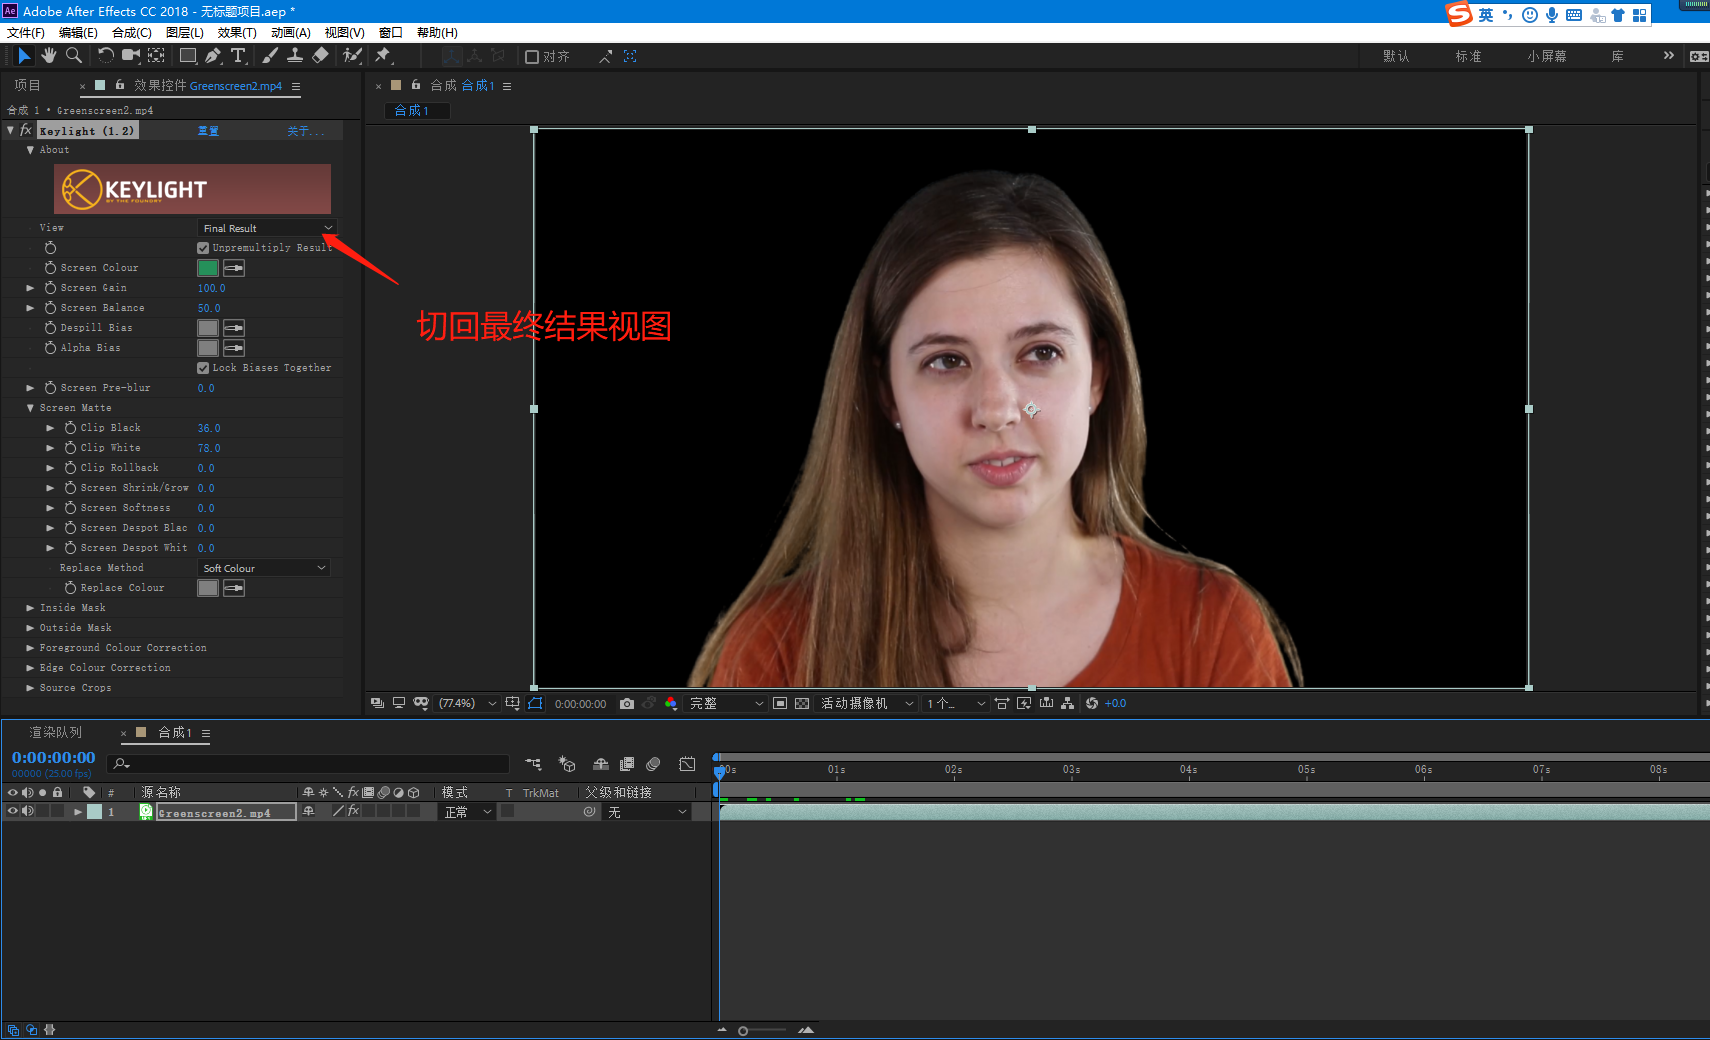 Ae Adobe After Effects CC 2018 - 无标题项目.aep *
英
文件(F) 编辑(E) 合成(C) 图层(L) 效果(T) 动画(A) 视图(V) 窗口 帮助(H)
对齐 默认 标准 小屏幕 库 »
项目 × 效果控件 Greenscreen2.mp4 ≡
× 合成 合成1 ≡
合成 1 • Greenscreen2.mp4
合成1
fx Keylight (1.2) 重置 关于...
About
KEYLIGHT
BY THE FOUNDRY
View Final Result
Unpremultiply Result
Screen Colour
Screen Gain 100.0
Screen Balance 50.0
Despill Bias
Alpha Bias
Lock Biases Together
Screen Pre-blur 0.0
Screen Matte
Clip Black 36.0
Clip White 78.0
Clip Rollback 0.0
Screen Shrink/Grow 0.0
Screen Softness 0.0
Screen Despot Blac 0.0
Screen Despot Whit 0.0
Replace Method Soft Colour
Replace Colour
Inside Mask
Outside Mask
Foreground Colour Correction
Edge Colour Correction
Source Crops
切回最终结果视图
(77.4%) 0:00:00:00 完整 活动摄像机 1 个... +0.0
渲染队列 × 合成1 ≡
0:00:00:00
00000 (25.00 fps)
:00s 01s 02s 03s 04s 05s 06s 07s 08s
# 源名称 fx 模式 T TrkMat 父级和链接
1 Greenscreen2.mp4 fx 正常 无